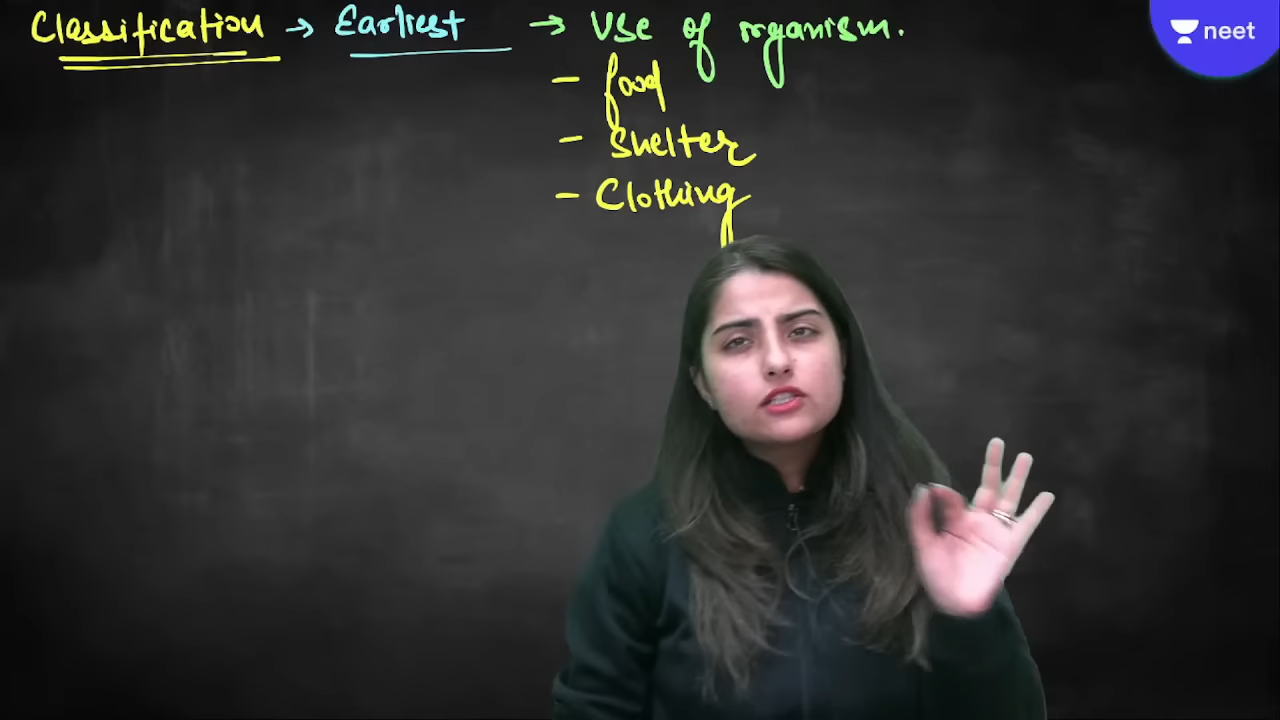 Classification → Earliest → Use of organism.
- food
- Shelter
- Clothing
neet